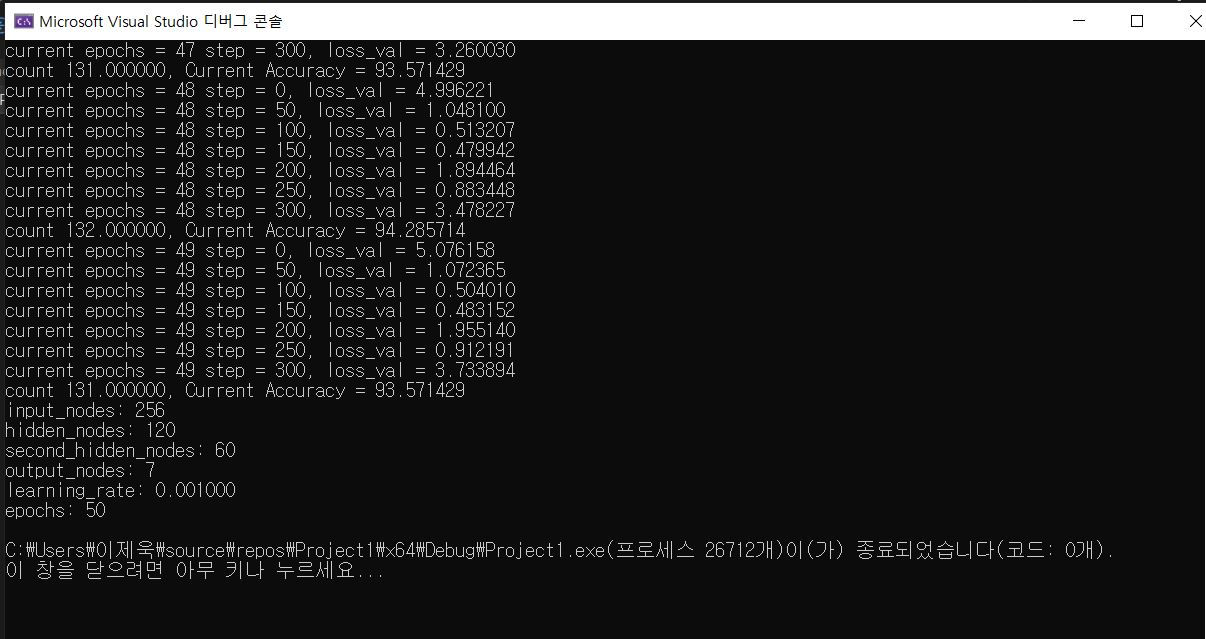 Microsoft Visual Studio 디버그 콘솔
current epochs = 47 step = 300, loss_val = 3.260030
count 131.000000, Current Accuracy = 93.571429
current epochs = 48 step = 0, loss_val = 4.996221
current epochs = 48 step = 50, loss_val = 1.048100
current epochs = 48 step = 100, loss_val = 0.513207
current epochs = 48 step = 150, loss_val = 0.479942
current epochs = 48 step = 200, loss_val = 1.894464
current epochs = 48 step = 250, loss_val = 0.883448
current epochs = 48 step = 300, loss_val = 3.478227
count 132.000000, Current Accuracy = 94.285714
current epochs = 49 step = 0, loss_val = 5.076158
current epochs = 49 step = 50, loss_val = 1.072365
current epochs = 49 step = 100, loss_val = 0.504010
current epochs = 49 step = 150, loss_val = 0.483152
current epochs = 49 step = 200, loss_val = 1.955140
current epochs = 49 step = 250, loss_val = 0.912191
current epochs = 49 step = 300, loss_val = 3.733894
count 131.000000, Current Accuracy = 93.571429
input_nodes: 256
hidden_nodes: 120
second_hidden_nodes: 60
output_nodes: 7
learning_rate: 0.001000
epochs: 50
C:₩Users₩이제욱₩source₩repos₩Project1₩x64₩Debug₩Project1.exe(프로세스 26712개)이(가) 종료되었습니다(코드: 0개).
이 창을 닫으려면 아무 키나 누르세요...